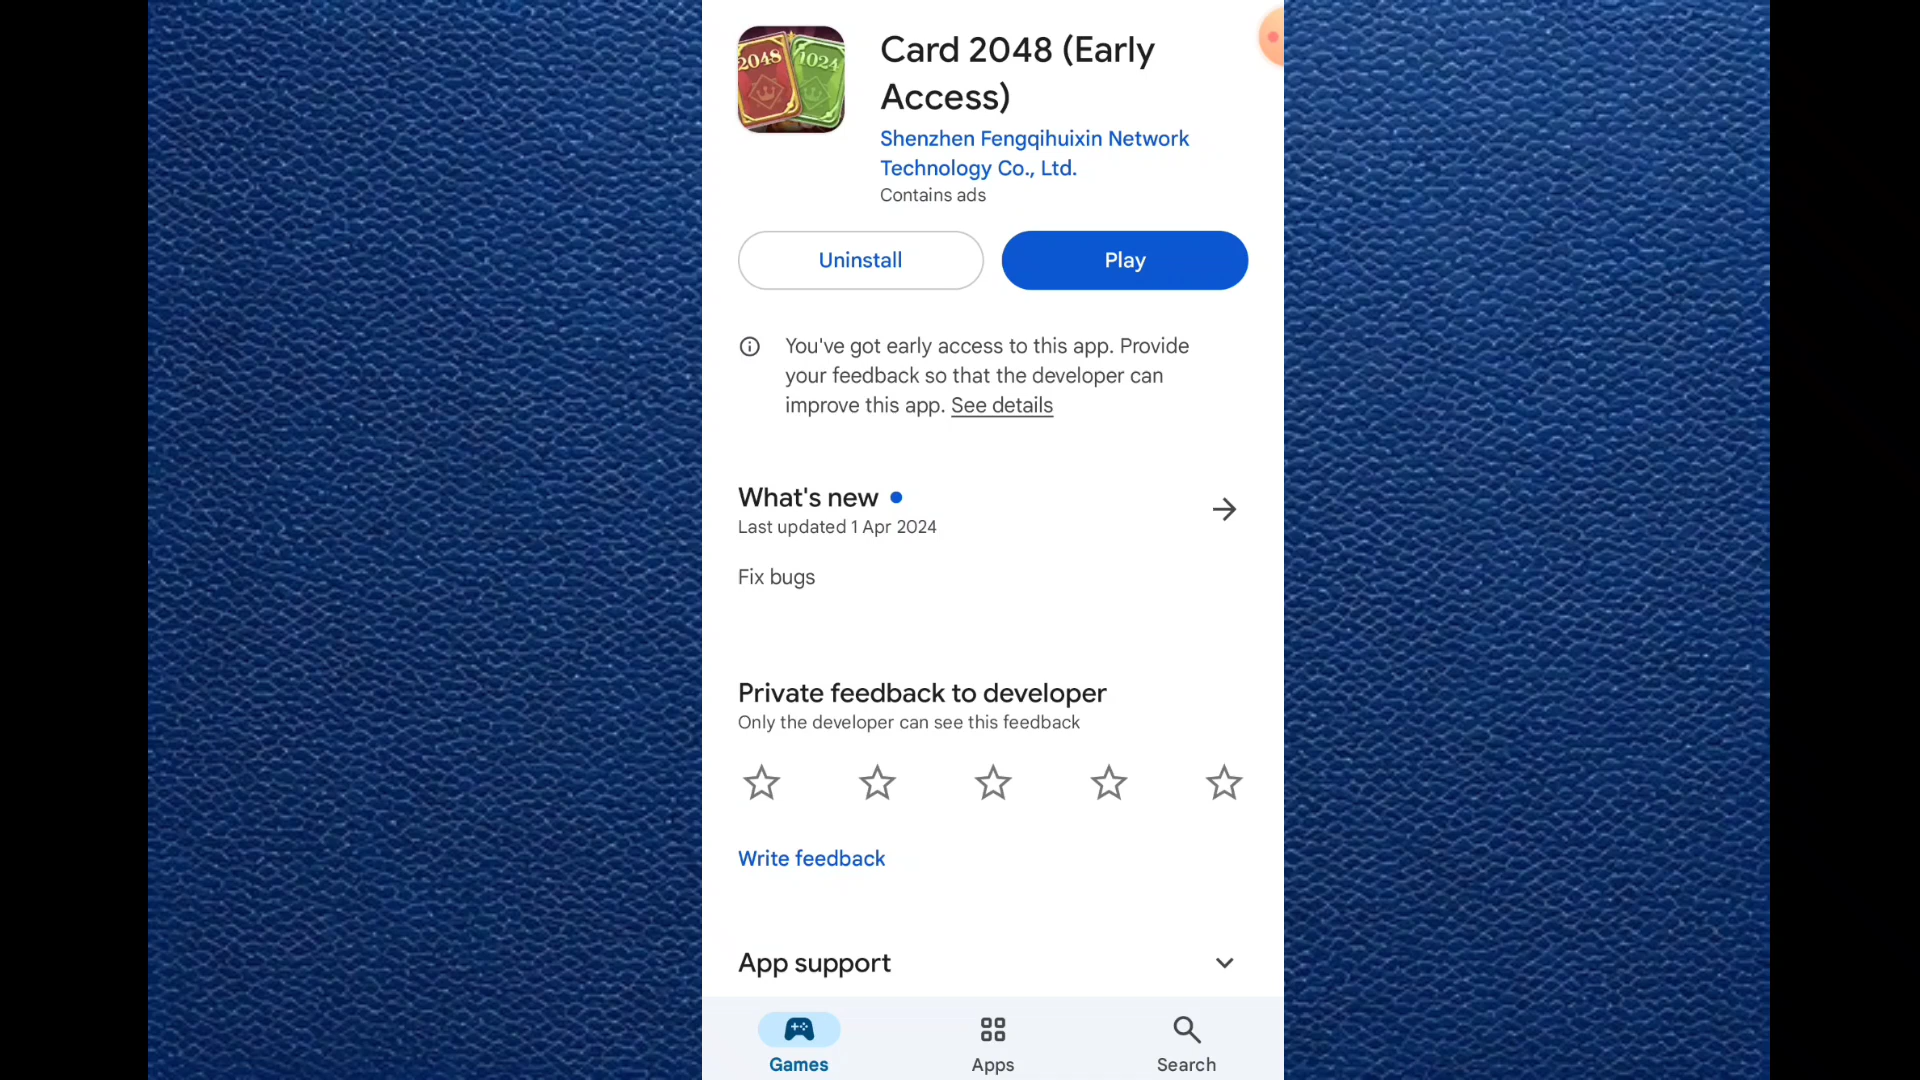 2048 1024
Card 2048 (Early
Access)
Shenzhen Fengqihuixin Network
Technology Co., Ltd.
Contains ads
Uninstall
Play
You've got early access to this app. Provide
your feedback so that the developer can
improve this app. See details
What's new
Last updated 1 Apr 2024
Fix bugs
Private feedback to developer
Only the developer can see this feedback
Write feedback
App support
Games
Apps
Search